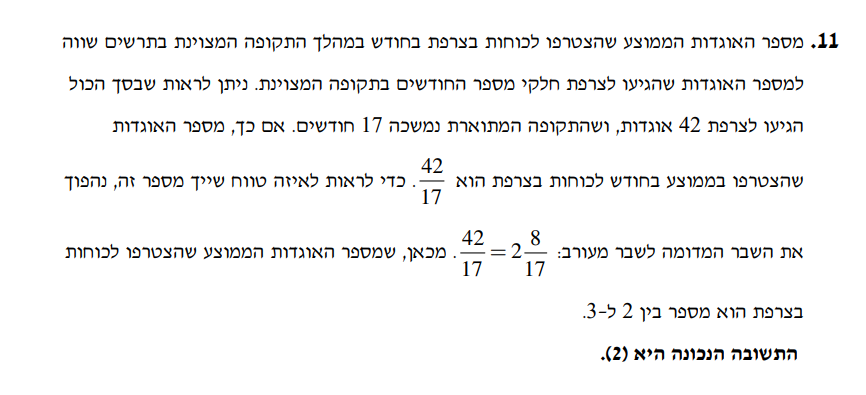 11. מספר האוגדות הממוצע שהצטרפו לכוחות בצרפת בחודש במהלך התקופה המצוינת בתרשים שווה
למספר האוגדות שהגיעו לצרפת חלקי מספר החודשים בתקופה המצוינת. ניתן לראות שבסך הכול
הגיעו לצרפת 42 אוגדות, ושהתקופה המתוארת נמשכה 17 חודשים. אם כך, מספר האוגדות
שהצטרפו בממוצע בחודש לכוחות בצרפת הוא 42/17. כדי לראות לאיזה טווח שייך מספר זה, נהפוך
את השבר המדומה לשבר מעורב: 42/17 = 2 8/17. מכאן, שמספר האוגדות הממוצע שהצטרפו לכוחות
בצרפת הוא מספר בין 2 ל-3.
התשובה הנכונה היא (2).